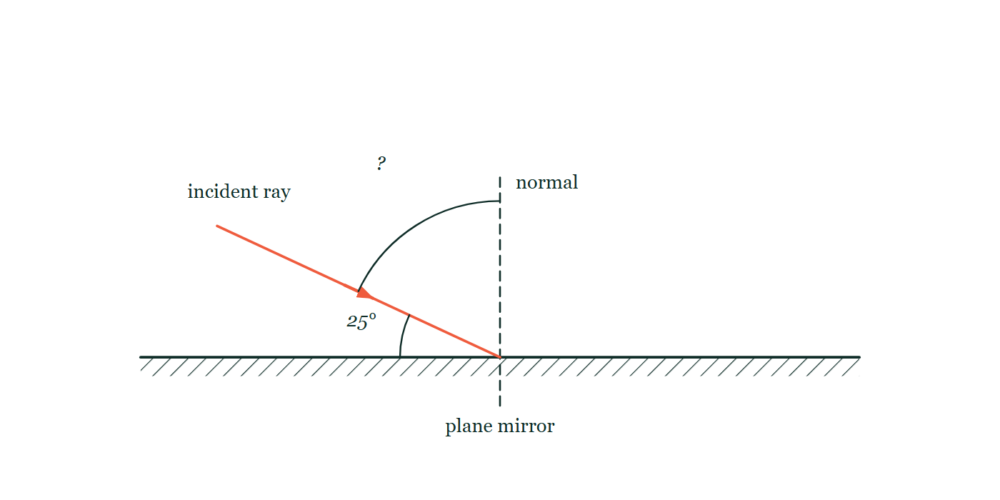 ?
normal
incident ray
25°
plane mirror